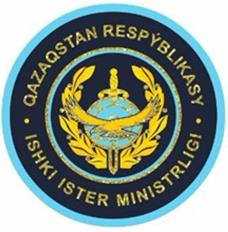 QAZAQSTAN RESPÝBLIKASY
ISHKI ISTER MINISTRLIGI